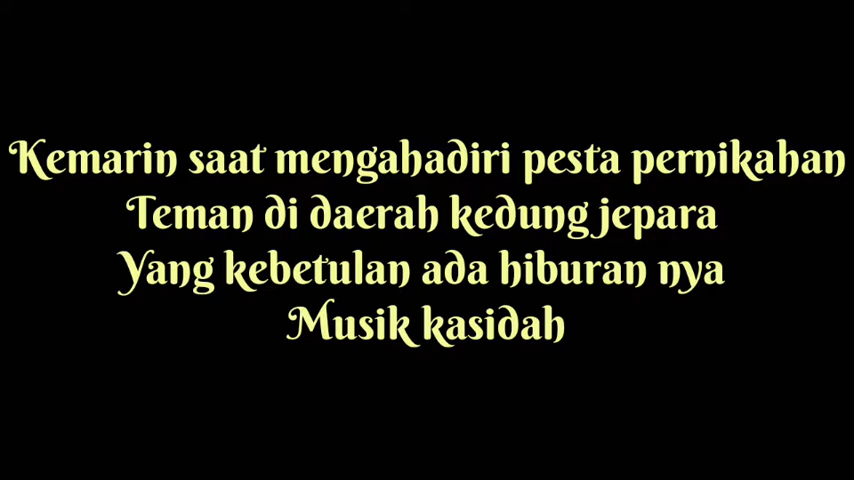 Kemarin saat mengahadiri pesta pernikahan
Teman di daerah kedung jepara
Yang kebetulan ada hiburan nya
Musik kasidah